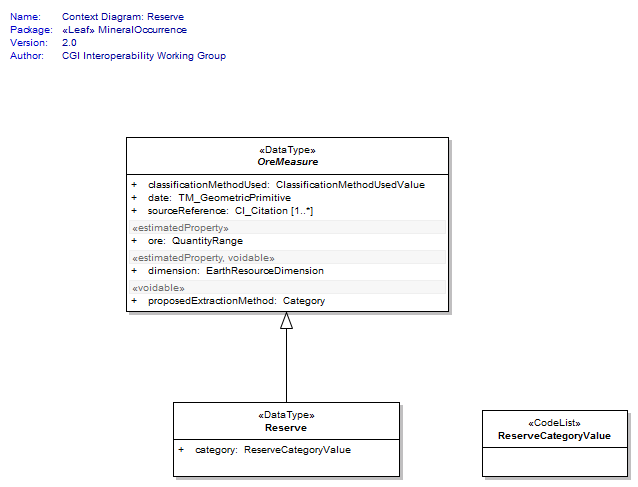 Name: Context Diagram: Reserve
Package: «Leaf» MineralOccurrence
Version: 2.0
Author: CGI Interoperability Working Group
«DataType»
OreMeasure
+ classificationMethodUsed: ClassificationMethodUsedValue
+ date: TM_GeometricPrimitive
+ sourceReference: CI_Citation [1..*]
«estimatedProperty»
+ ore: QuantityRange
«estimatedProperty, voidable»
+ dimension: EarthResourceDimension
«voidable»
+ proposedExtractionMethod: Category
«DataType»
Reserve
+ category: ReserveCategoryValue
«CodeList»
ReserveCategoryValue